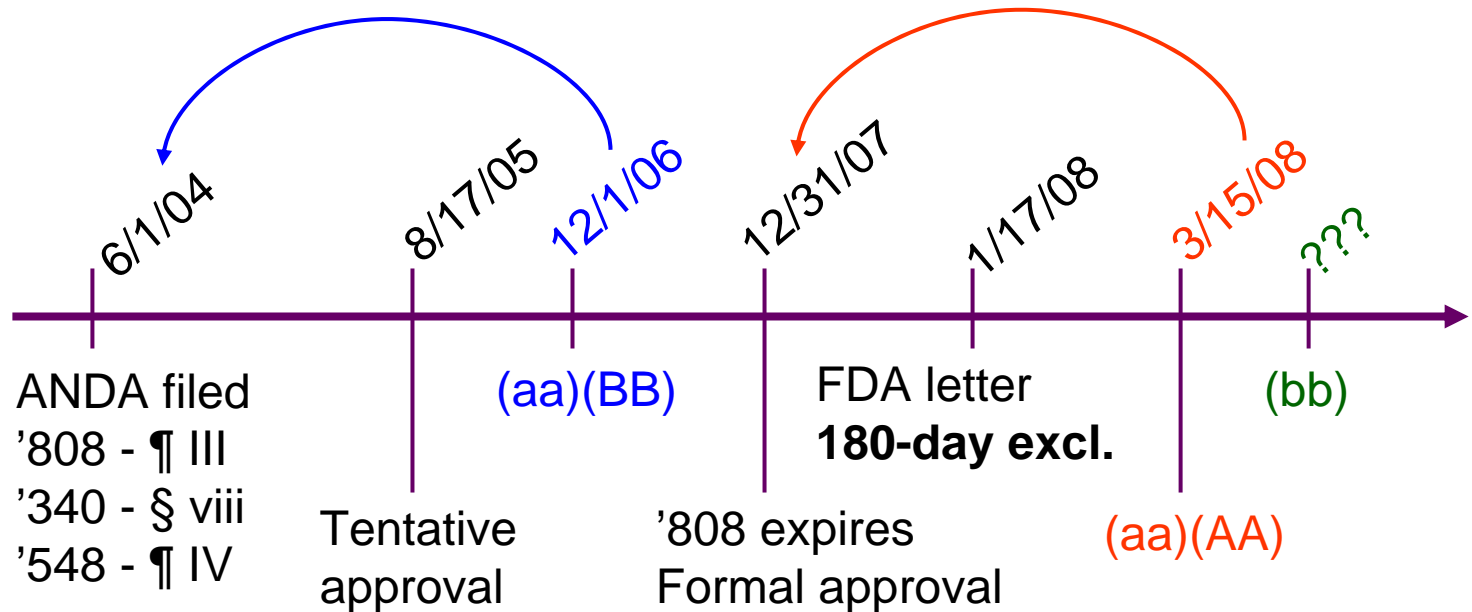 6/1/04
8/17/05
12/1/06
12/31/07
1/17/08
3/15/08
???
ANDA filed
’808 - ¶ III
’340 - § viii
’548 - ¶ IV
Tentative
approval
(aa)(BB)
’808 expires
Formal approval
FDA letter
180-day excl.
(aa)(AA)
(bb)